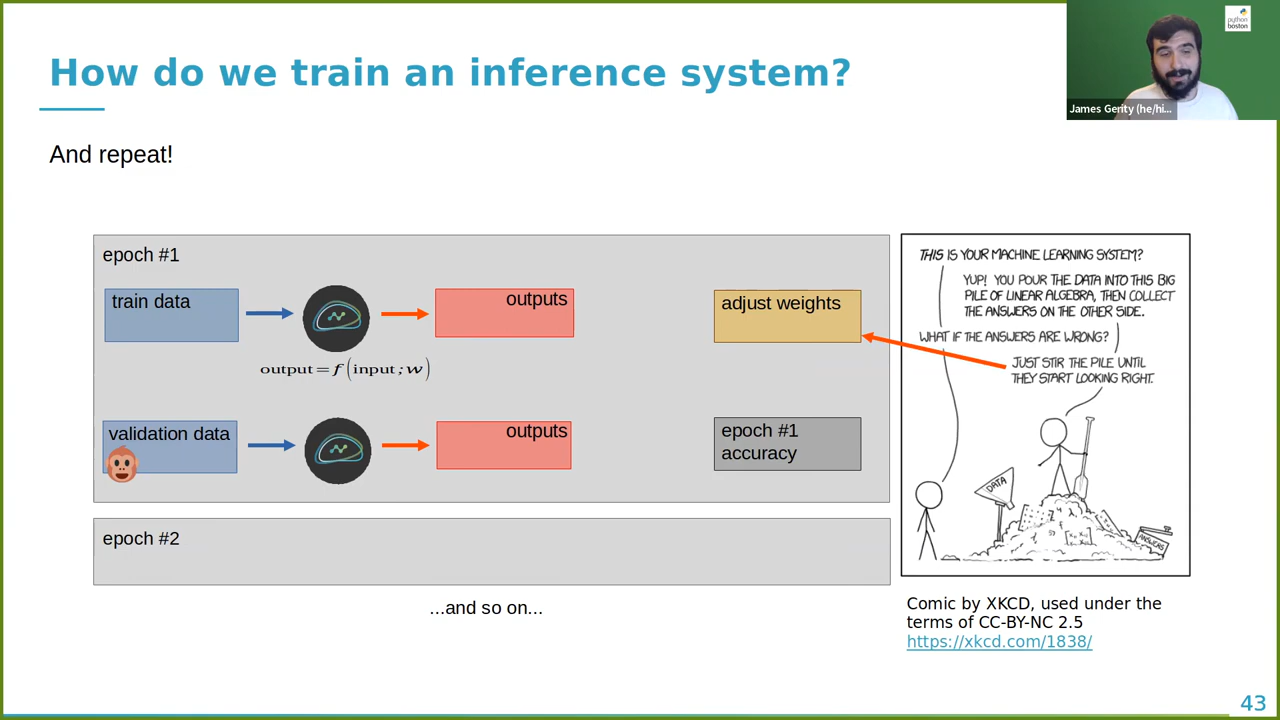 How do we train an inference system?
python
boston
James Gerity (he/hi...
And repeat!
epoch #1
train data
outputs
adjust weights
output=f(input;w)
validation data
outputs
epoch #1
accuracy
epoch #2
...and so on...
THIS IS YOUR MACHINE LEARNING SYSTEM?
YUP! YOU POUR THE DATA INTO THIS BIG
PILE OF LINEAR ALGEBRA, THEN COLLECT
THE ANSWERS ON THE OTHER SIDE.
WHAT IF THE ANSWERS ARE WRONG?
JUST STIR THE PILE UNTIL
THEY START LOOKING RIGHT.
DATA
ANSWERS
Comic by XKCD, used under the
terms of CC-BY-NC 2.5
https://xkcd.com/1838/
43